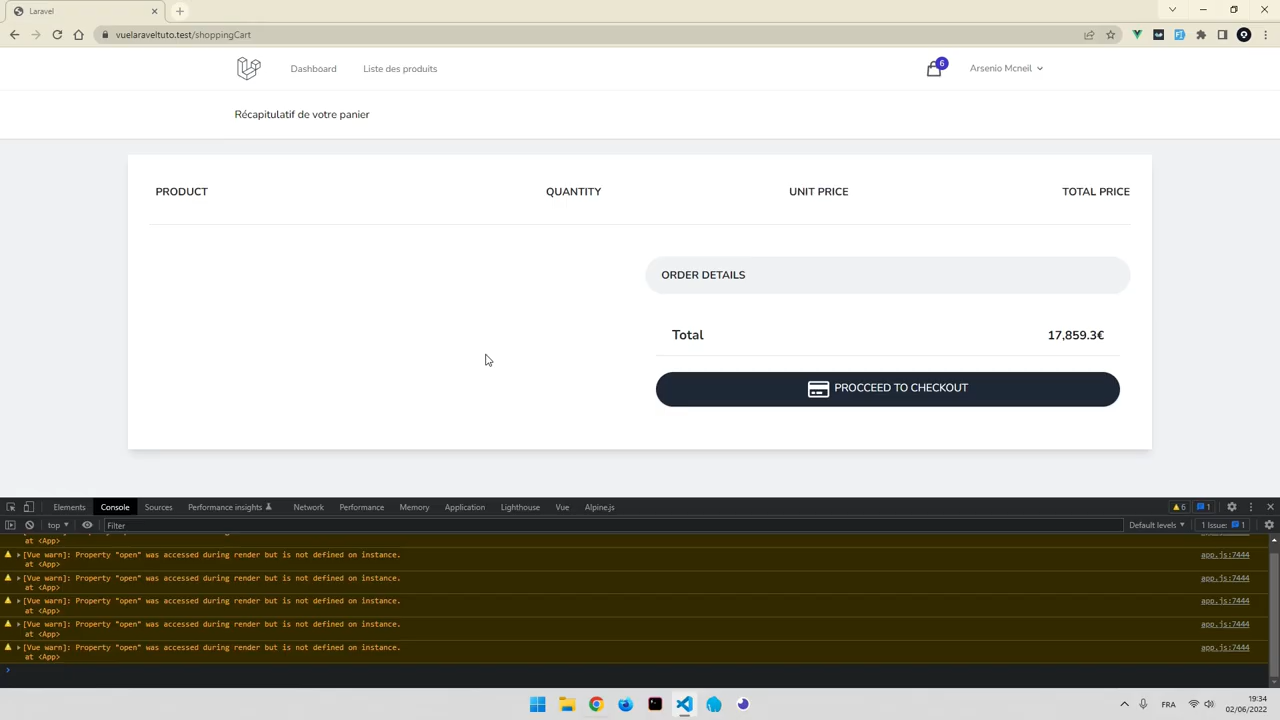 Laravel
vuelaraveltuto.test/shoppingCart
Dashboard
Liste des produits
6
Arsenio Mcneil
Récapitulatif de votre panier
PRODUCT QUANTITY UNIT PRICE TOTAL PRICE
ORDER DETAILS
Total 17,859.3€
PROCCEED TO CHECKOUT
Elements Console Sources Performance insights Network Performance Memory Application Lighthouse Vue Alpine.js 6 1
top Filter Default levels 1 Issue: 1
at <App>
[Vue warn]: Property "open" was accessed during render but is not defined on instance. app.js:7444
at <App>
[Vue warn]: Property "open" was accessed during render but is not defined on instance. app.js:7444
at <App>
[Vue warn]: Property "open" was accessed during render but is not defined on instance. app.js:7444
at <App>
[Vue warn]: Property "open" was accessed during render but is not defined on instance. app.js:7444
at <App>
[Vue warn]: Property "open" was accessed during render but is not defined on instance. app.js:7444
at <App>
FRA
19:34
02/06/2022